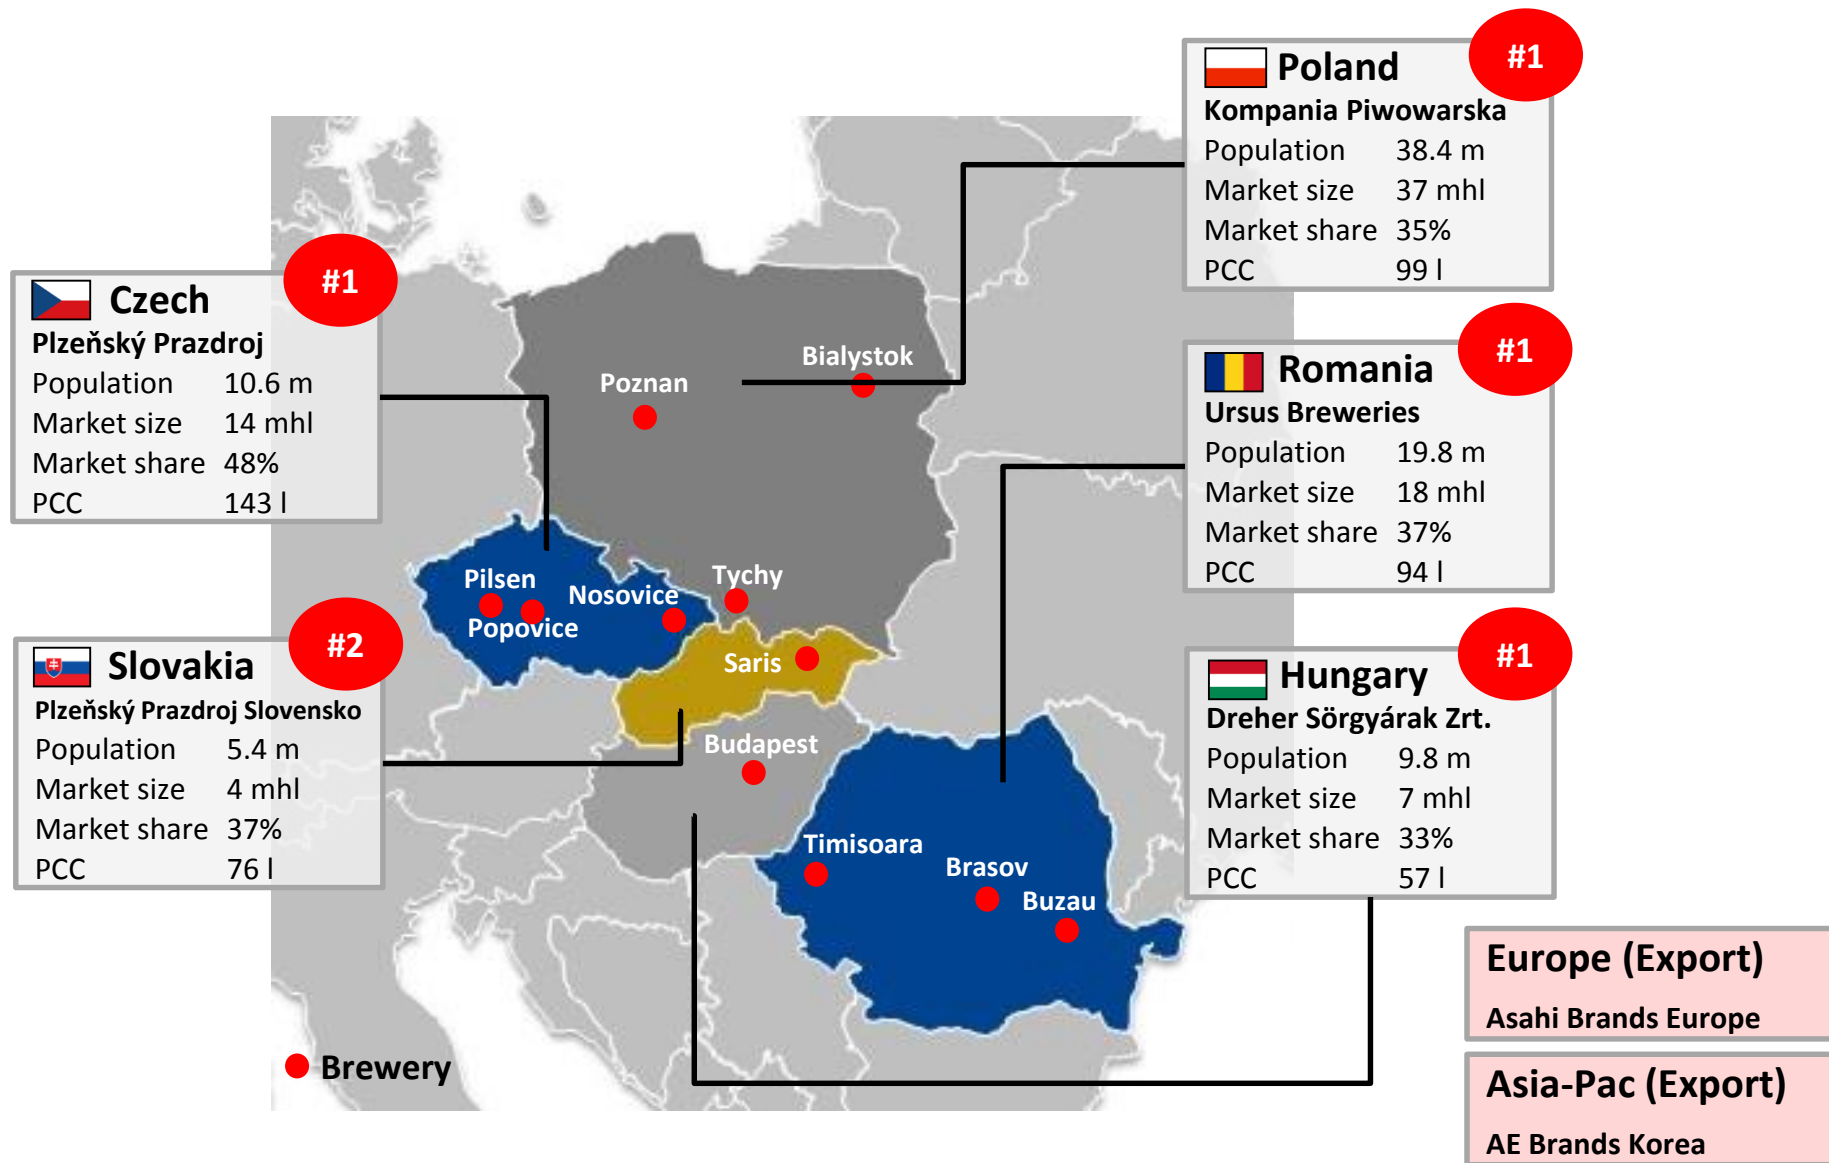 #1
Poland
Kompania Piwowarska
Population 38.4 m
Market size 37 mhl
Market share 35%
PCC 99 l
#1
Czech
Plzeňský Prazdroj
Population 10.6 m
Market size 14 mhl
Market share 48%
PCC 143 l
#1
Romania
Ursus Breweries
Population 19.8 m
Market size 18 mhl
Market share 37%
PCC 94 l
#2
Slovakia
Plzeňský Prazdroj Slovensko
Population 5.4 m
Market size 4 mhl
Market share 37%
PCC 76 l
#1
Hungary
Dreher Sörgyárak Zrt.
Population 9.8 m
Market size 7 mhl
Market share 33%
PCC 57 l
Bialystok
Poznan
Tychy
Pilsen
Nosovice
Popovice
Saris
Budapest
Timisoara
Brasov
Buzau
Brewery
Europe (Export)
Asahi Brands Europe
Asia-Pac (Export)
AE Brands Korea